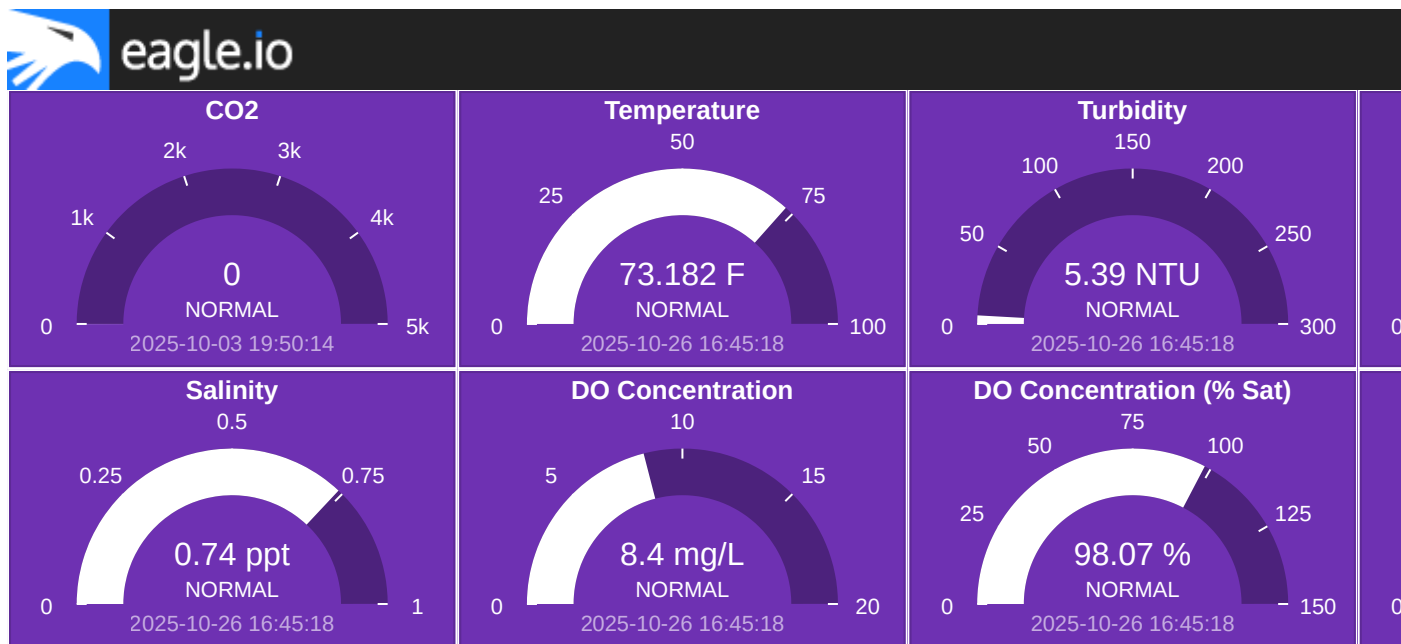 eagle.io
CO2
0
1k
2k
3k
4k
5k
0
NORMAL
2025-10-03 19:50:14
Temperature
0
25
50
75
100
73.182 F
NORMAL
2025-10-26 16:45:18
Turbidity
0
50
100
150
200
250
300
5.39 NTU
NORMAL
2025-10-26 16:45:18
0
Salinity
0
0.25
0.5
0.75
1
0.74 ppt
NORMAL
2025-10-26 16:45:18
DO Concentration
0
5
10
15
20
8.4 mg/L
NORMAL
2025-10-26 16:45:18
DO Concentration (% Sat)
0
25
50
75
100
125
150
98.07 %
NORMAL
2025-10-26 16:45:18
0